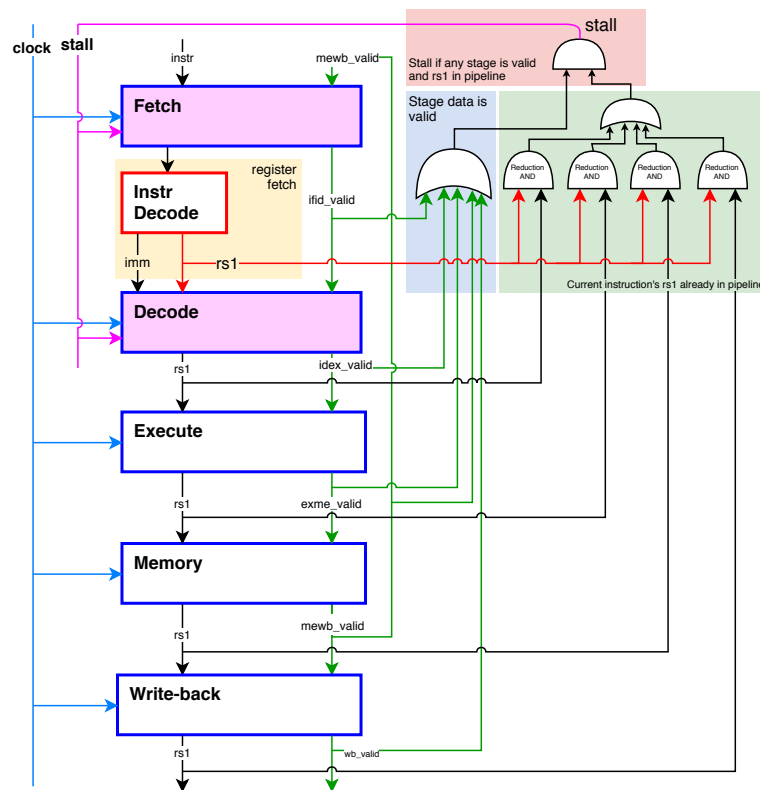 stall
clock
stall
instr
mewb_valid
Stall if any stage is valid
and rs1 in pipeline
Fetch
Stage data is
valid
register
fetch
Instr
Decode
ifid_valid
Reduction
AND
Reduction
AND
Reduction
AND
Reduction
AND
imm
rs1
Current instruction's rs1 already in pipeline
Decode
rs1
idex_valid
Execute
rs1
exme_valid
Memory
mewb_valid
rs1
Write-back
rs1
wb_valid